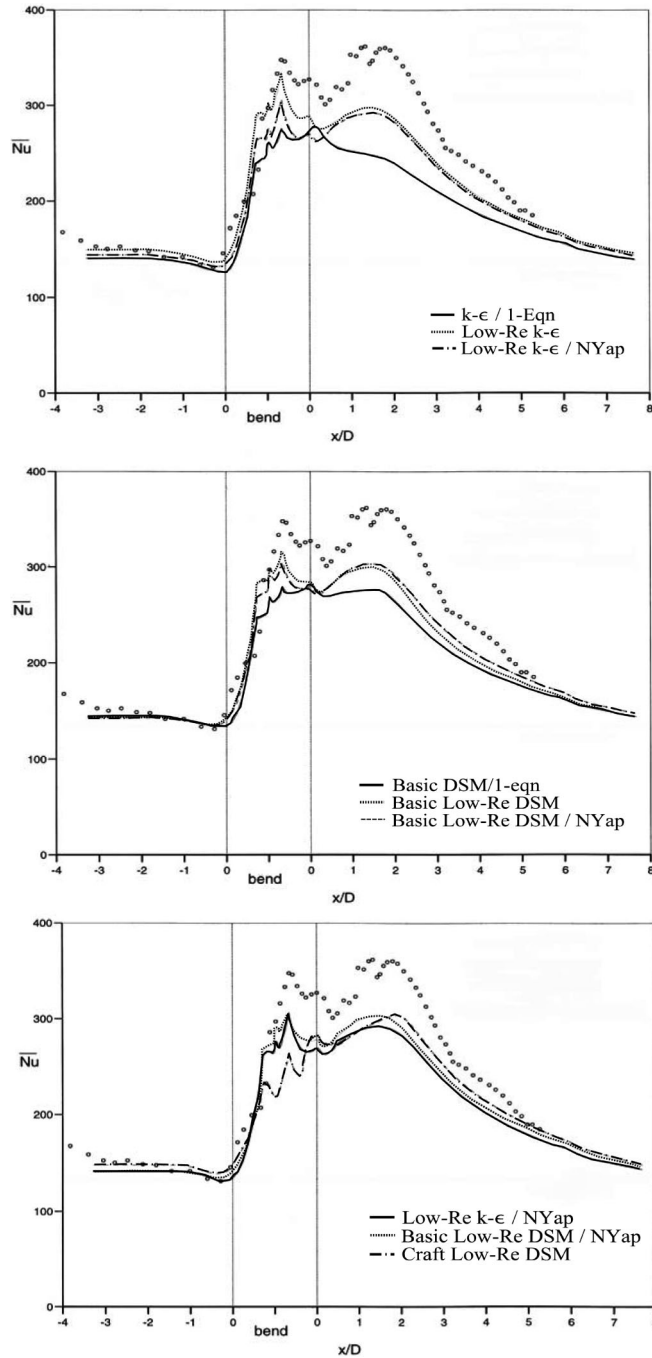 400
300
Nu
200
100
0
-4 -3 -2 -1 0 0 1 2 3 4 5 6 7 8
bend
x/D
k-ϵ / 1-Eqn
Low-Re k-ϵ
Low-Re k-ϵ / NYap
400
300
Nu
200
100
0
-4 -3 -2 -1 0 0 1 2 3 4 5 6 7 8
bend
x/D
Basic DSM/1-eqn
Basic Low-Re DSM
Basic Low-Re DSM / NYap
400
300
Nu
200
100
0
-4 -3 -2 -1 0 0 1 2 3 4 5 6 7 8
bend
x/D
Low-Re k-ϵ / NYap
Basic Low-Re DSM / NYap
Craft Low-Re DSM